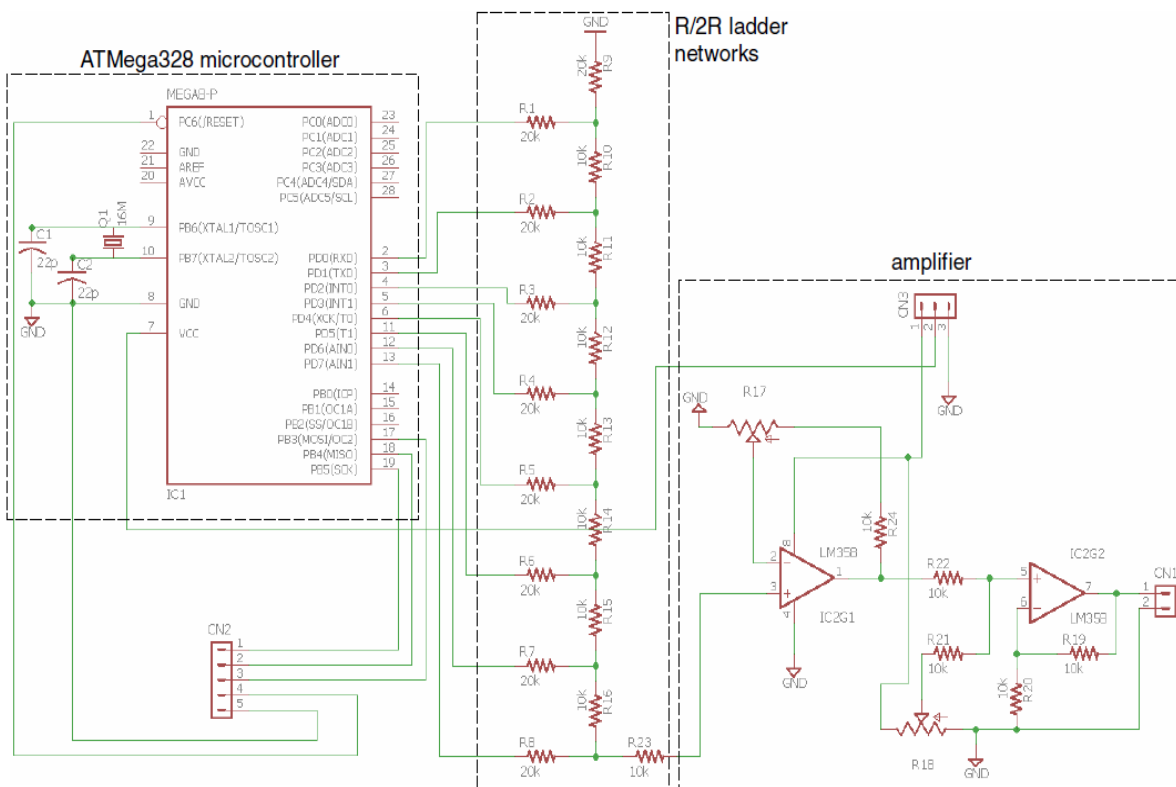 ATMega328 microcontroller
MEGA8-P
1
PC6(/RESET)
22
GND
21
AREF
20
AVCC
9
PB6(XTAL1/TOSC1)
10
PB7(XTAL2/TOSC2)
8
GND
7
VCC
PC0(ADC0)
23
PC1(ADC1)
24
PC2(ADC2)
25
PC3(ADC3)
26
PC4(ADC4/SDA)
27
PC5(ADC5/SCL)
28
PD0(RXD)
2
PD1(TXD)
3
PD2(INT0)
4
PD3(INT1)
5
PD4(XCK/T0)
6
PD5(T1)
11
PD6(AIN0)
12
PD7(AIN1)
13
PB0(ICP)
14
PB1(OC1A)
15
PB2(SS/OC1B)
16
PB3(MOSI/OC2)
17
PB4(MISO)
18
PB5(SCK)
19
IC1
C1
22p
C2
22p
Q1
16M
GND
CN2
1
2
3
4
5
R/2R ladder
networks
GND
R9
20k
R1
20k
R10
10k
R2
20k
R11
10k
R3
20k
R12
10k
R4
20k
R13
10k
R5
20k
R14
10k
R6
20k
R15
10k
R7
20k
R16
10k
R8
20k
R23
10k
amplifier
CN3
1
2
3
GND
GND
R17
R24
10k
8
2
3
4
1
LM358
IC2G1
GND
R22
10k
R21
10k
IC2G2
5
6
7
LM358
R19
10k
R20
10k
R18
GND
CN1
1
2